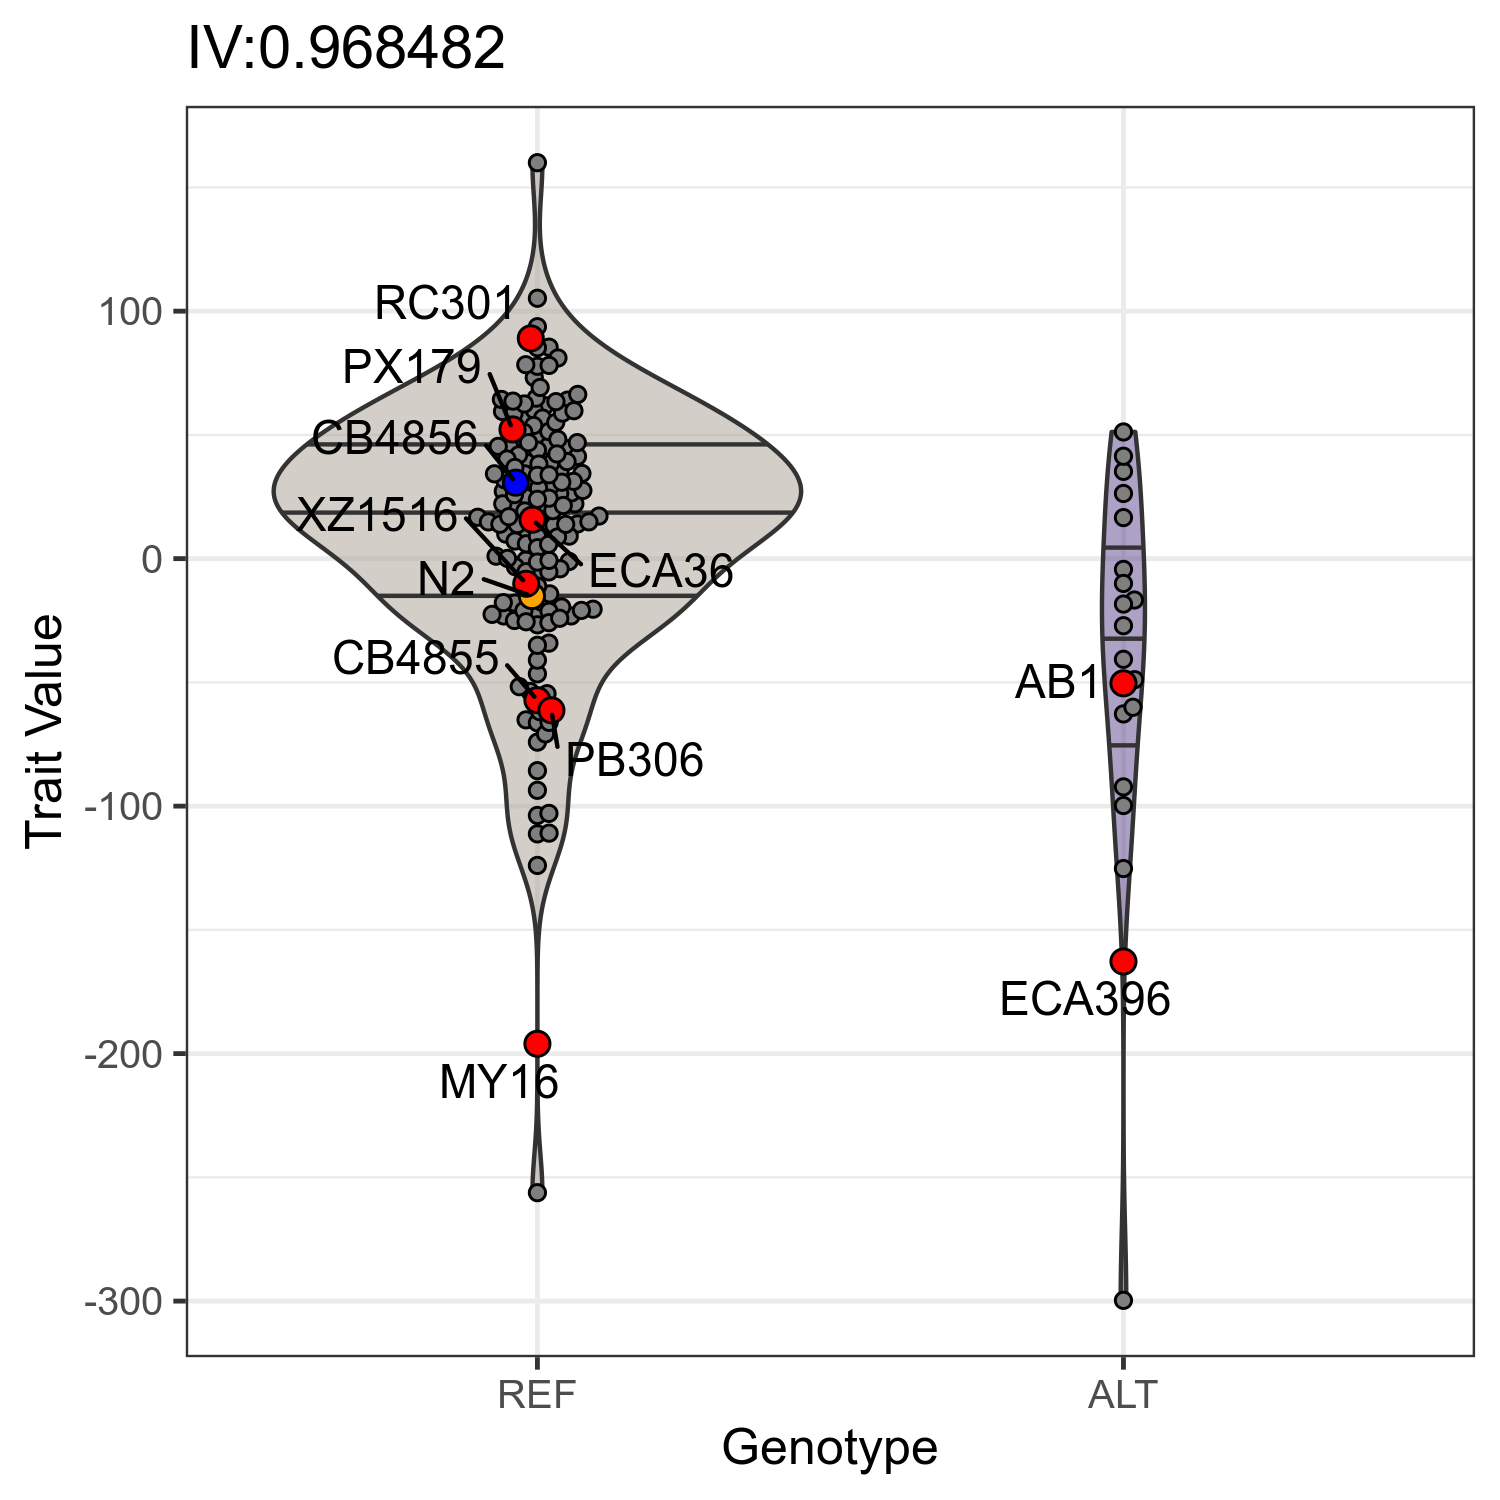 IV:0.968482
Trait Value
100
0
-100
-200
-300
RC301
PX179
CB4856
XZ1516
ECA36
N2
CB4855
PB306
MY16
AB1
ECA396
REF
ALT
Genotype